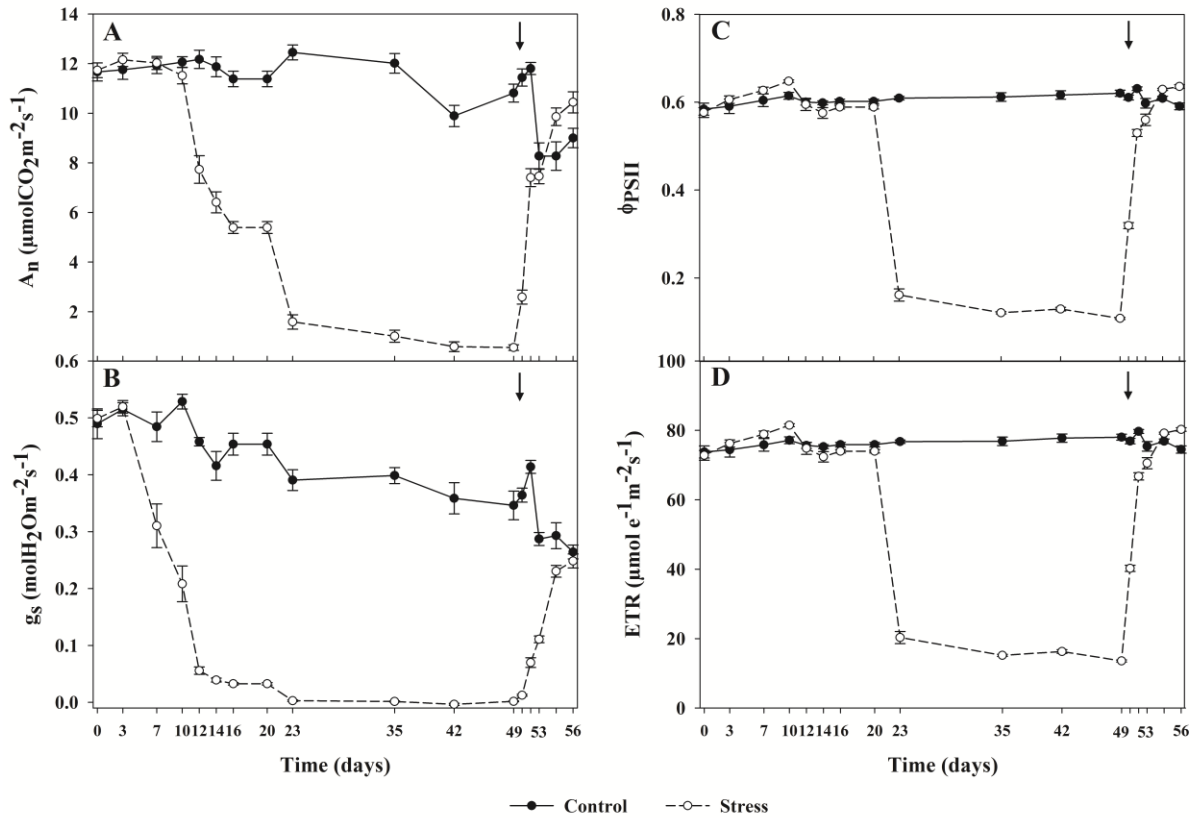 A
C
A_n (μmolCO_2m^-2s^-1)
14
12
10
8
6
4
2
0.6
ϕPSII
0.8
0.6
0.4
0.2
100
B
D
g_s (molH_2Om^-2s^-1)
0.5
0.4
0.3
0.2
0.1
0.0
ETR (μmol e^-1m^-2s^-1)
80
60
40
20
0
0 3 7 10 12 14 16 20 23 35 42 49 53 56
0 3 7 10 12 14 16 20 23 35 42 49 53 56
Time (days)
Time (days)
Control
Stress